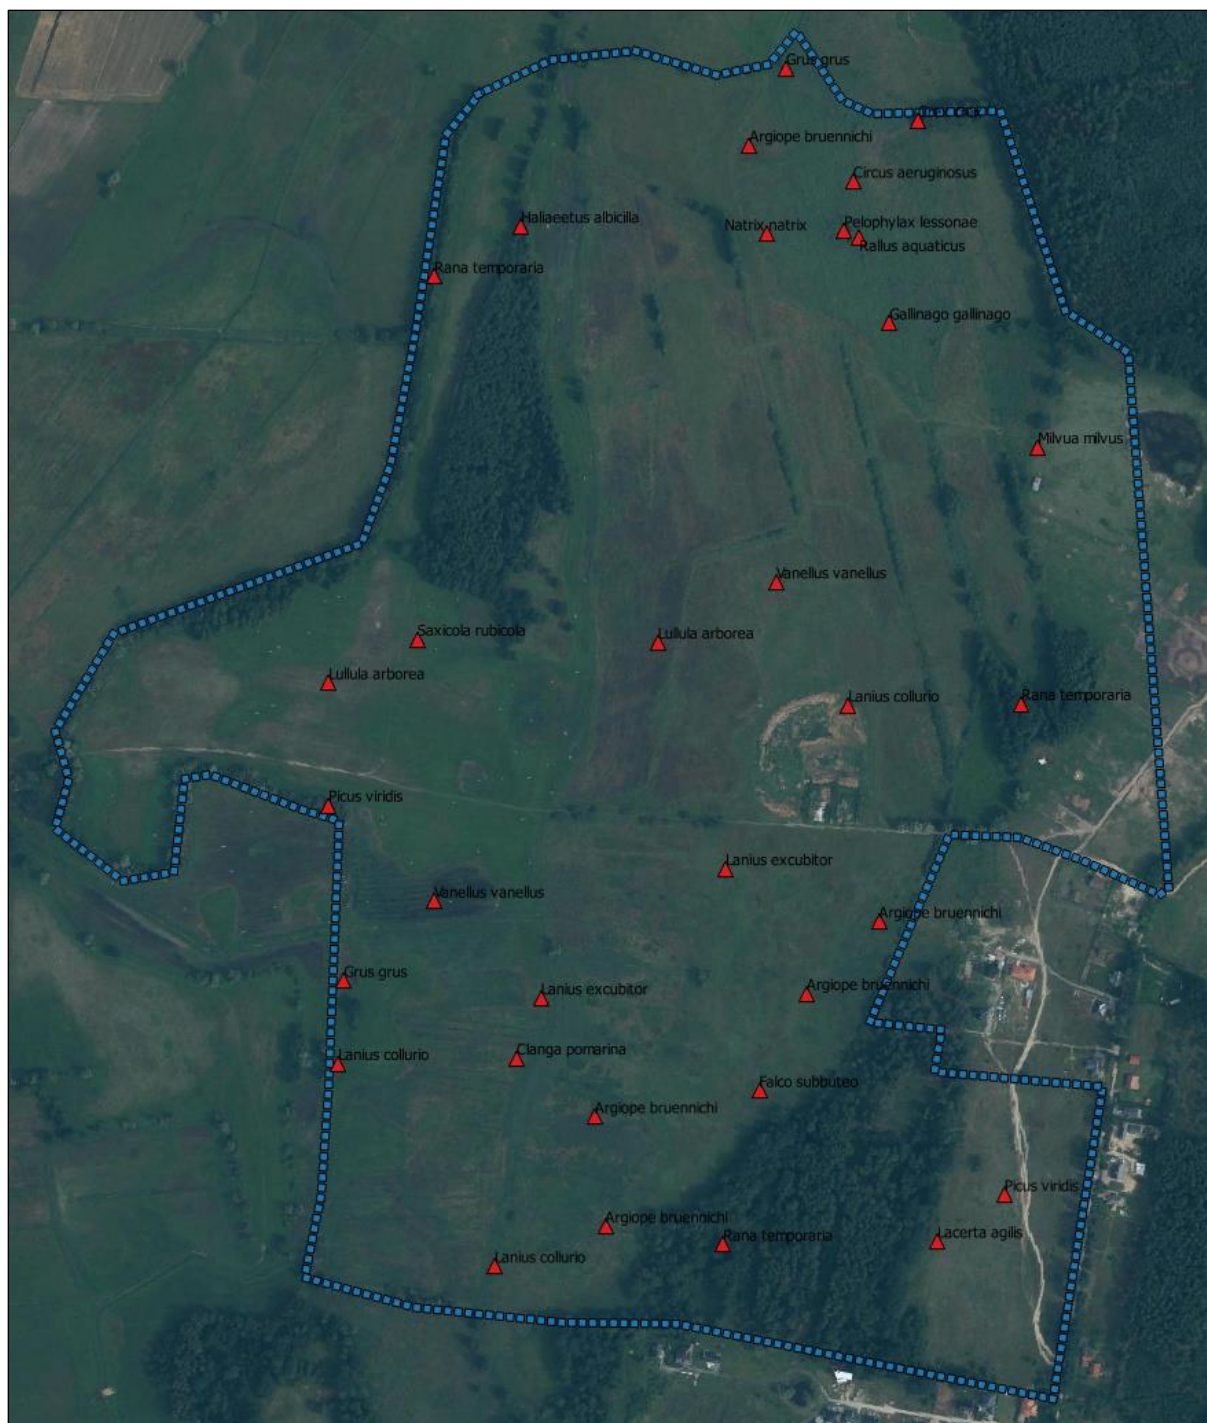 Grus grus
Argiope bruennichi
Circus aeruginosus
Haliaeetus albicilla
Natrix natrix
Pelophylax lessonae
Rallus aquaticus
Rana temporaria
Gallinago gallinago
Milvua milvus
Vanellus vanellus
Saxicola rubicola
Lullula arborea
Lullula arborea
Lanius collurio
Rana temporaria
Picus viridis
Lanius excubitor
Vanellus vanellus
Argiope bruennichi
Grus grus
Lanius excubitor
Argiope bruennichi
Lanius collurio
Clanga pomarina
Falco subbuteo
Argiope bruennichi
Picus viridis
Argiope bruennichi
Rana temporaria
Lacerta agilis
Lanius collurio